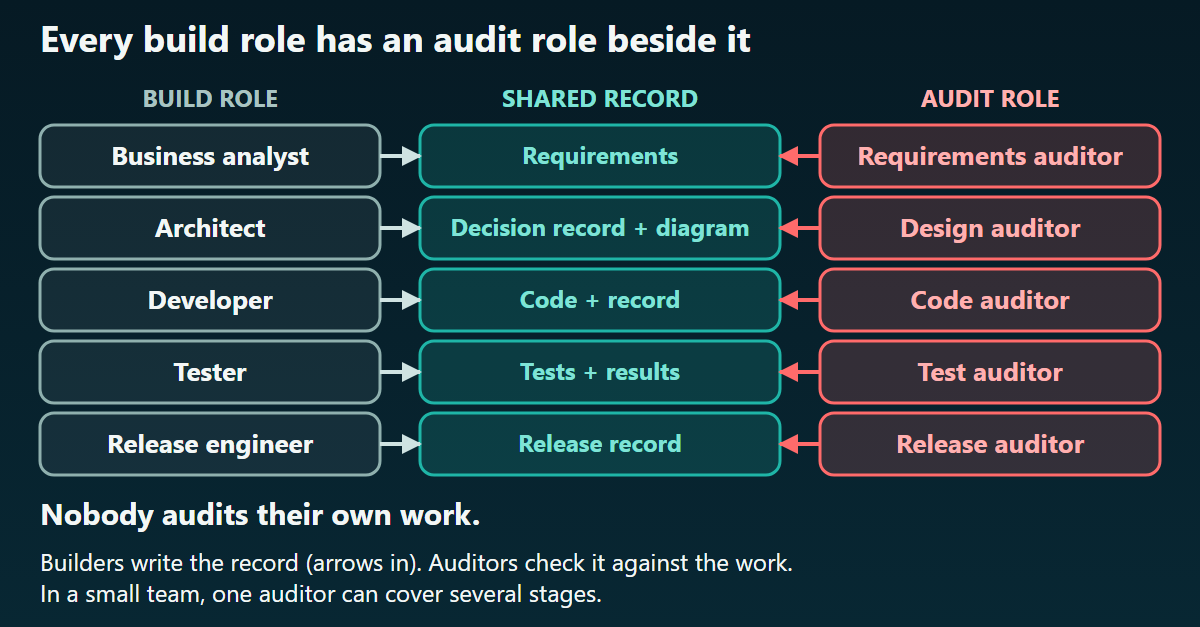 Every build role has an audit role beside it
BUILD ROLE SHARED RECORD AUDIT ROLE
Business analyst Requirements Requirements auditor
Architect Decision record + diagram Design auditor
Developer Code + record Code auditor
Tester Tests + results Test auditor
Release engineer Release record Release auditor
Nobody audits their own work.
Builders write the record (arrows in). Auditors check it against the work.
In a small team, one auditor can cover several stages.